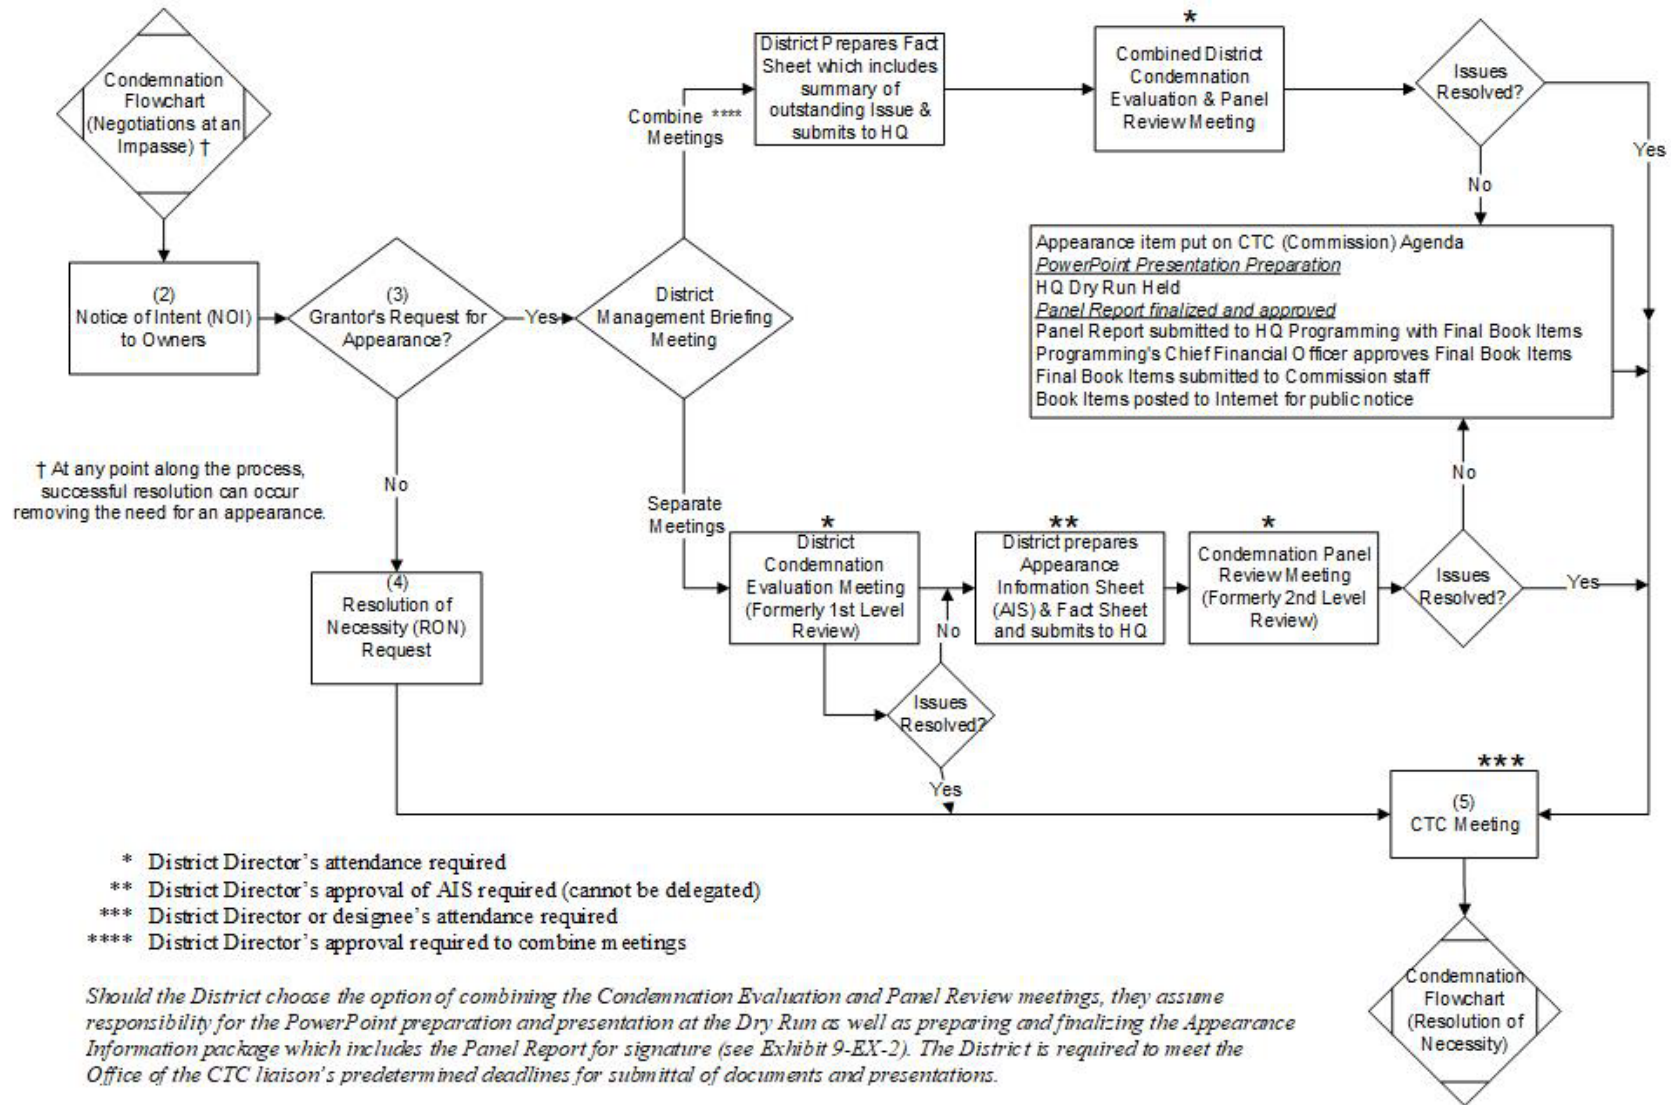 Condemnation
Flowchart
(Negotiations at an
Impasse) †
(2)
Notice of Intent (NOI)
to Owners
(3)
Grantor's Request for
Appearance?
Yes
No
† At any point along the process,
successful resolution can occur
removing the need for an appearance.
(4)
Resolution of
Necessity (RON)
Request
District
Management Briefing
Meeting
Combine ****
Meetings
District Prepares Fact
Sheet which includes
summary of
outstanding Issue &
submits to HQ
*
Combined District
Condemnation
Evaluation & Panel
Review Meeting
Issues
Resolved?
Yes
No
Appearance item put on CTC (Commission) Agenda
PowerPoint Presentation Preparation
HQ Dry Run Held
Panel Report finalized and approved
Panel Report submitted to HQ Programming with Final Book Items
Programming's Chief Financial Officer approves Final Book Items
Final Book Items submitted to Commission staff
Book Items posted to Internet for public notice
Separate
Meetings
*
District
Condemnation
Evaluation Meeting
(Formerly 1st Level
Review)
Issues
Resolved?
No
Yes
**
District prepares
Appearance
Information Sheet
(AIS) & Fact Sheet
and submits to HQ
*
Condemnation Panel
Review Meeting
(Formerly 2nd Level
Review)
Issues
Resolved?
No
Yes
***
(5)
CTC Meeting
Condemnation
Flowchart
(Resolution of
Necessity)
* District Director's attendance required
** District Director's approval of AIS required (cannot be delegated)
*** District Director or designee's attendance required
**** District Director's approval required to combine meetings
Should the District choose the option of combining the Condemnation Evaluation and Panel Review meetings, they assume
responsibility for the PowerPoint preparation and presentation at the Dry Run as well as preparing and finalizing the Appearance
Information package which includes the Panel Report for signature (see Exhibit 9-EX-2). The District is required to meet the
Office of the CTC liaison's predetermined deadlines for submittal of documents and presentations.